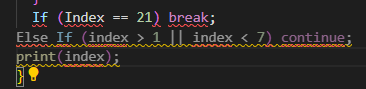 }
If (Index == 21) break;
Else If (index > 1 || index < 7) continue;
print(index);
}